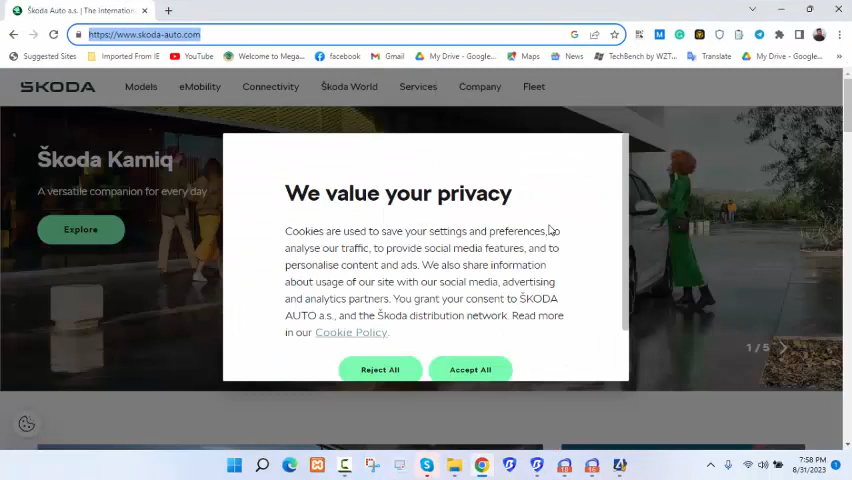 Škoda Auto a.s. | The Internation
https://www.skoda-auto.com
Suggested Sites Imported From IE YouTube Welcome to Mega... facebook Gmail My Drive - Google... Maps News TechBench by WZT... Translate My Drive - Google...
ŠKODA Models eMobility Connectivity Škoda World Services Company Fleet
Škoda Kamiq
A versatile companion for every day
Explore
We value your privacy
Cookies are used to save your settings and preferences, to
analyse our traffic, to provide social media features, and to
personalise content and ads. We also share information
about usage of our site with our social media, advertising
and analytics partners. You grant your consent to ŠKODA
AUTO a.s., and the Škoda distribution network. Read more
in our Cookie Policy.
Reject All Accept All
1 / 5
7:58 PM
8/31/2023